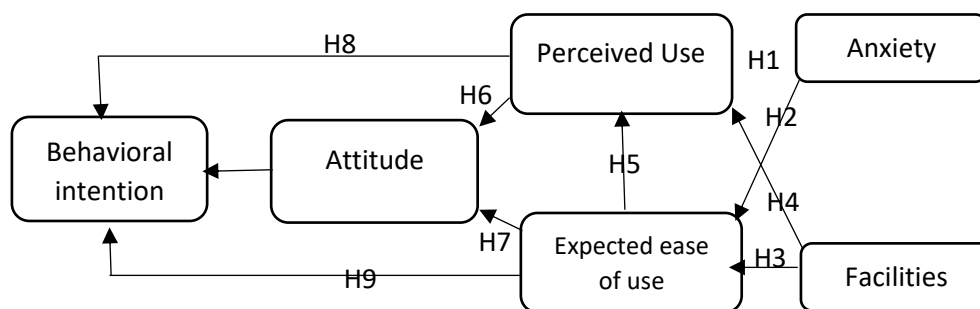 H8
Perceived Use
H1
Anxiety
H6
H2
Behavioral
intention
Attitude
H5
H4
H7
Expected ease
of use
H3
Facilities
H9